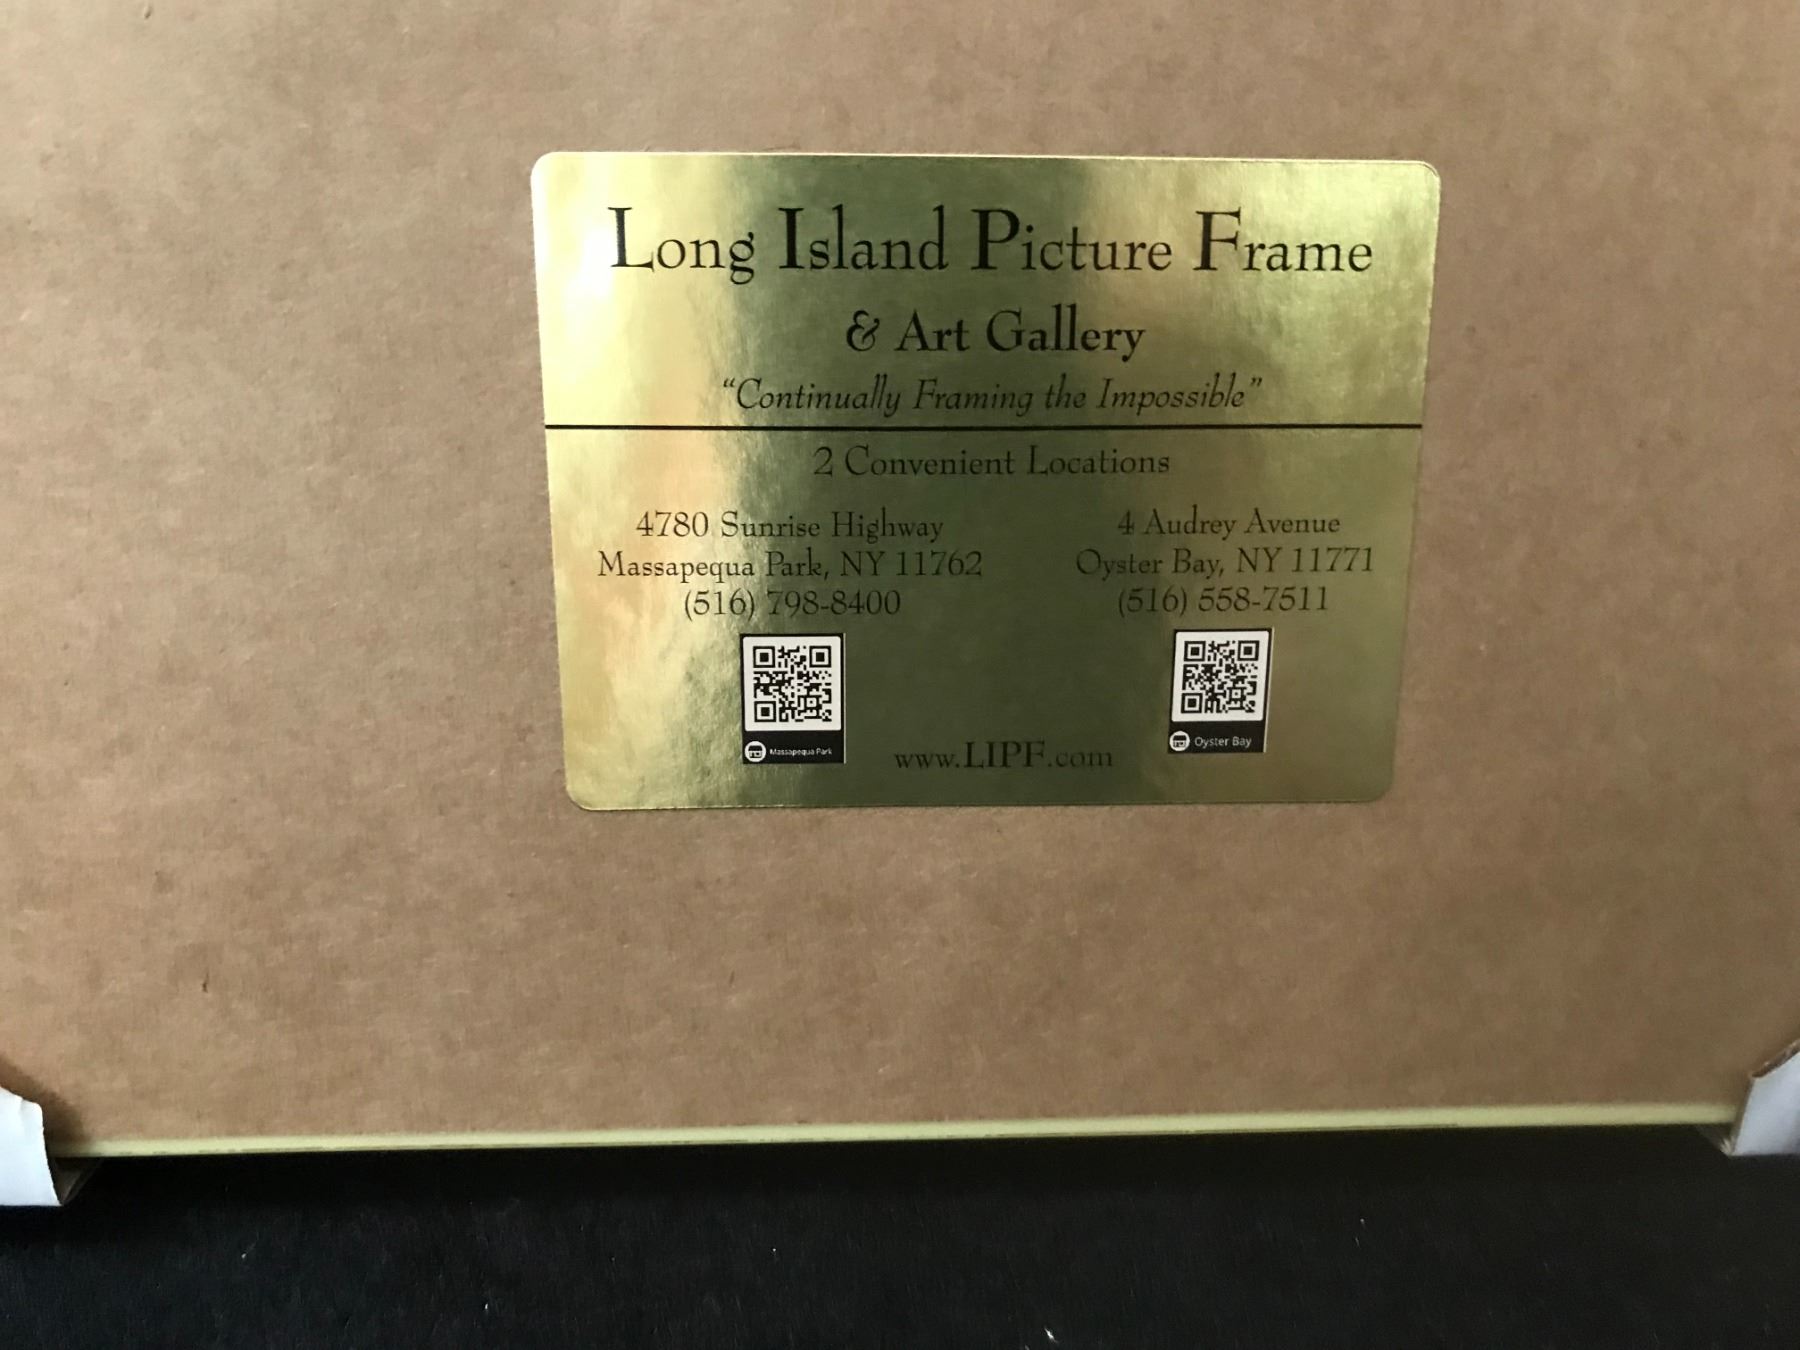 Long Island Picture Frame
& Art Gallery
"Continually Framing the Impossible"
2 Convenient Locations
4780 Sunrise Highway
Massapequa Park, NY 11762
(516) 798-8400
4 Audrey Avenue
Oyster Bay, NY 11771
(516) 558-7511
Massapequa Park
Oyster Bay
www.LIPF.com